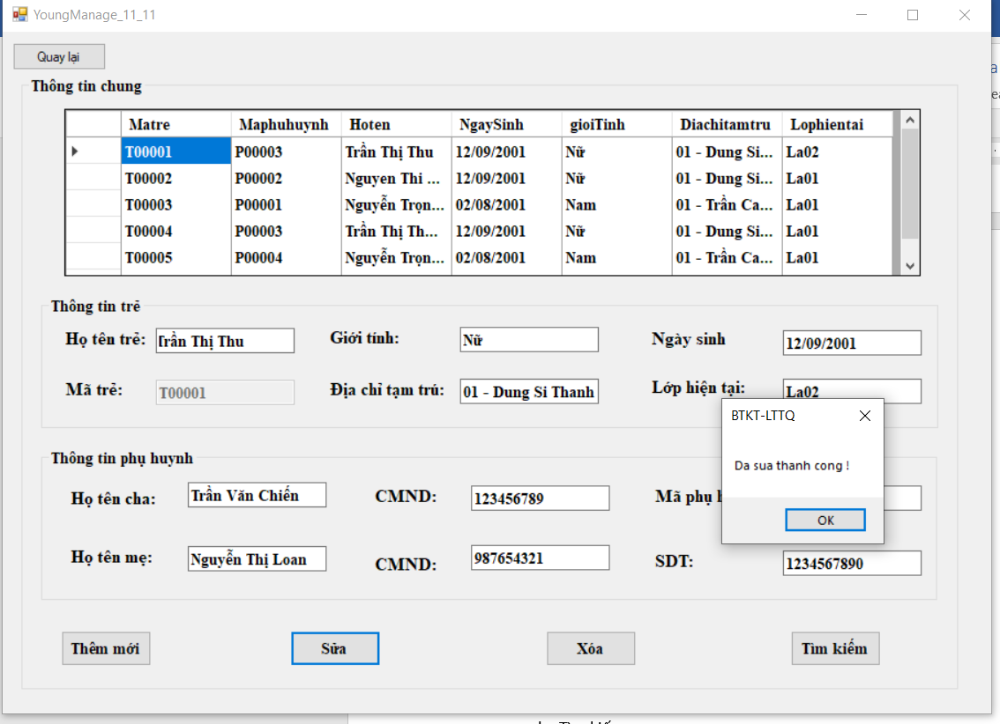 YoungManage_11_11
Quay lại
Thông tin chung
Matre Maphuhuynh Hoten NgaySinh gioiTinh Diachitamtru Lophientai
T00001 P00003 Trần Thị Thu 12/09/2001 Nữ 01 - Dung Si... La02
T00002 P00002 Nguyen Thi ... 12/09/2001 Nữ 01 - Dung Si... La01
T00003 P00001 Nguyễn Trọn... 02/08/2001 Nam 01 - Trần Ca... La01
T00004 P00003 Trần Thị Th... 12/09/2001 Nữ 01 - Dung Si... La01
T00005 P00004 Nguyễn Trọn... 02/08/2001 Nam 01 - Trần Ca... La01
Thông tin trẻ
Họ tên trẻ: Trần Thị Thu Giới tính: Nữ Ngày sinh 12/09/2001
Mã trẻ: T00001 Địa chỉ tạm trú: 01 - Dung Si Thanh Lớp hiện tại: La02
BTKT-LTTQ
Da sua thanh cong !
OK
Thông tin phụ huynh
Họ tên cha: Trần Văn Chiến CMND: 123456789 Mã phụ
Họ tên mẹ: Nguyễn Thị Loan CMND: 987654321 SDT: 1234567890
Thêm mới Sửa Xóa Tìm kiếm